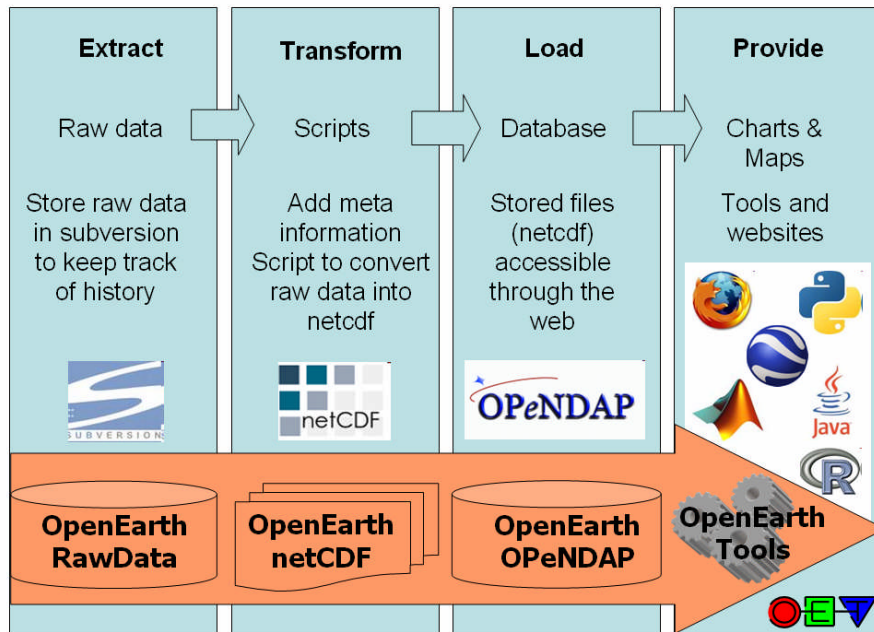 Extract
Raw data
Store raw data
in subversion
to keep track
of history
SUBVERSION
OpenEarth
RawData
Transform
Scripts
Add meta
information
Script to convert
raw data into
netcdf
netCDF
OpenEarth
netCDF
Load
Database
Stored files
(netcdf)
accessible
through the
web
OPeNDAP
OpenEarth
OPeNDAP
Provide
Charts &
Maps
Tools and
websites
Java
R
OpenEarth
Tools
OET